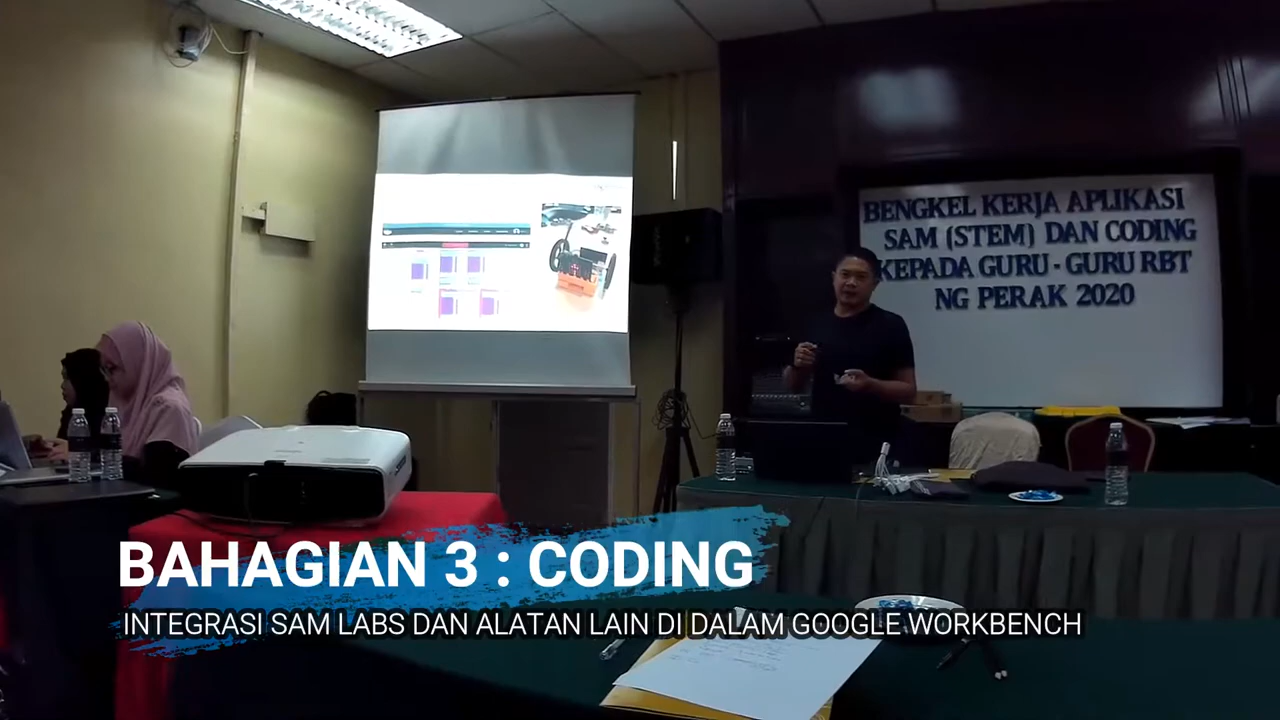 BENGKEL KERJA APLIKASI
SAM (STEM) DAN CODING
KEPADA GURU - GURU RBT
NG PERAK 2020
BAHAGIAN 3 : CODING
INTEGRASI SAM LABS DAN ALATAN LAIN DI DALAM GOOGLE WORKBENCH